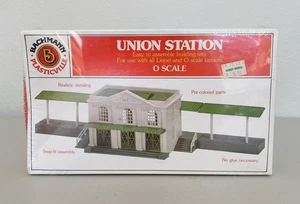 BACHMANN
PLASTICVILLE
UNION STATION
Easy to assemble building kits.
For use with all Lionel and O scale trains.
O SCALE
Realistic detailing
Pre-colored parts
Snap-fit assembly
No glue necessary